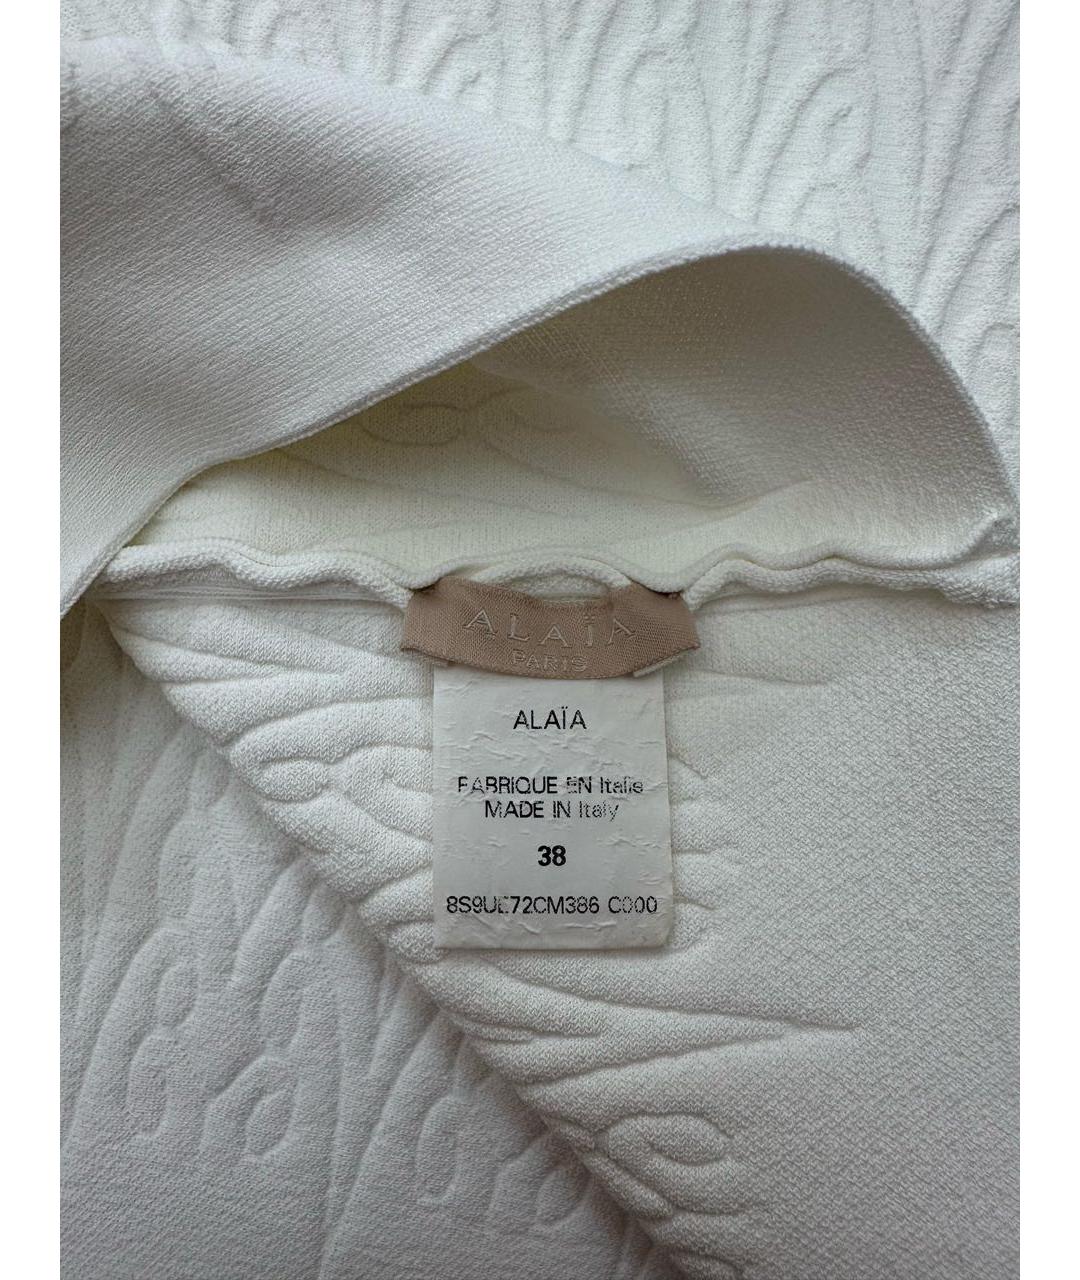 ALAÏA
PARIS
ALAÏA
FABRIQUE EN Italie
MADE IN Italy
38
8S9UE72CM386 C000